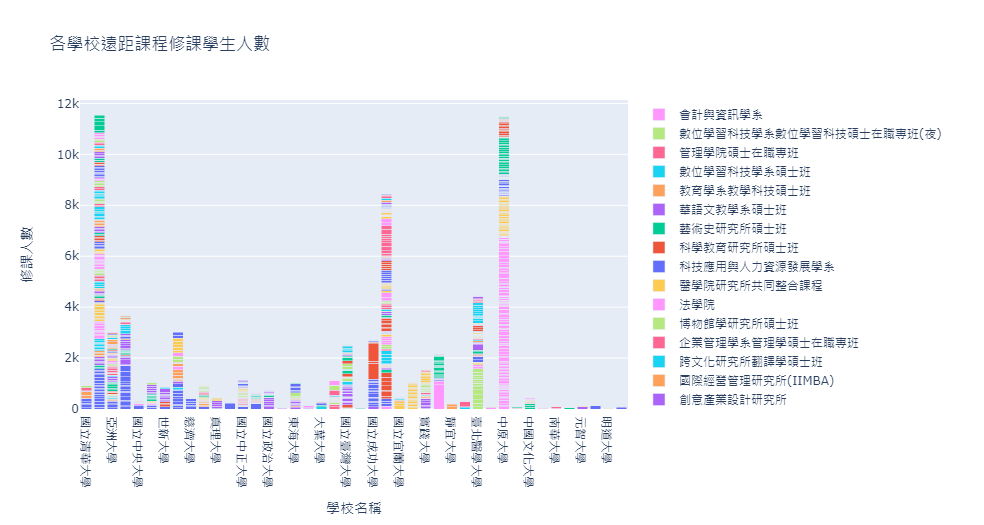 各學校遠距課程修課學生人數
12k
10k
8k
6k
4k
2k
0
修課人數
國立清華大學
亞洲大學
國立中央大學
世新大學
慈濟大學
真理大學
國立中正大學
國立政治大學
東海大學
大葉大學
國立臺灣大學
國立成功大學
國立宜蘭大學
實踐大學
靜宜大學
臺北醫學大學
中原大學
中國文化大學
南華大學
元智大學
明道大學
學校名稱
會計與資訊學系
數位學習科技學系數位學習科技碩士在職專班(夜)
管理學院碩士在職專班
數位學習科技學系碩士班
教育學系教學科技碩士班
華語文教學系碩士班
藝術史研究所碩士班
科學教育研究所碩士班
科技應用與人力資源發展學系
醫學院研究所共同整合課程
法學院
博物館學研究所碩士班
企業管理學系管理學碩士在職專班
跨文化研究所翻譯學碩士班
國際經營管理研究所(IIMBA)
創意產業設計研究所